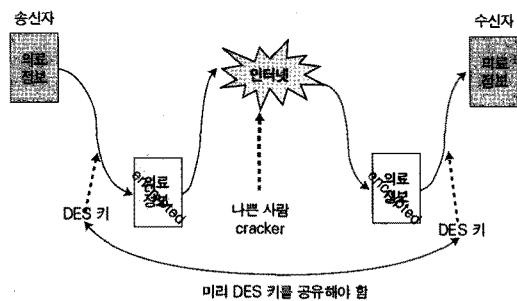 송신자
수신자
의료
정보
인터넷
의료
정보
의료
정보
encrypted
의료
정보
encrypted
DES 키
나쁜 사람
cracker
DES 키
미리 DES 키를 공유해야 함